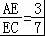 AE/EC = 3/7